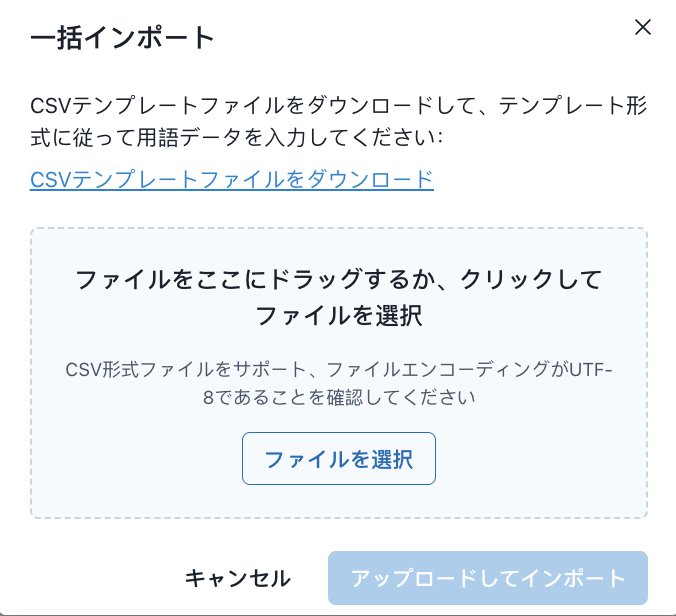 一括インポート
CSVテンプレートファイルをダウンロードして、テンプレート形
式に従って用語データを入力してください:
CSVテンプレートファイルをダウンロード
ファイルをここにドラッグするか、クリックして
ファイルを選択
CSV形式ファイルをサポート、ファイルエンコーディングがUTF-
8であることを確認してください
ファイルを選択
キャンセル
アップロードしてインポート